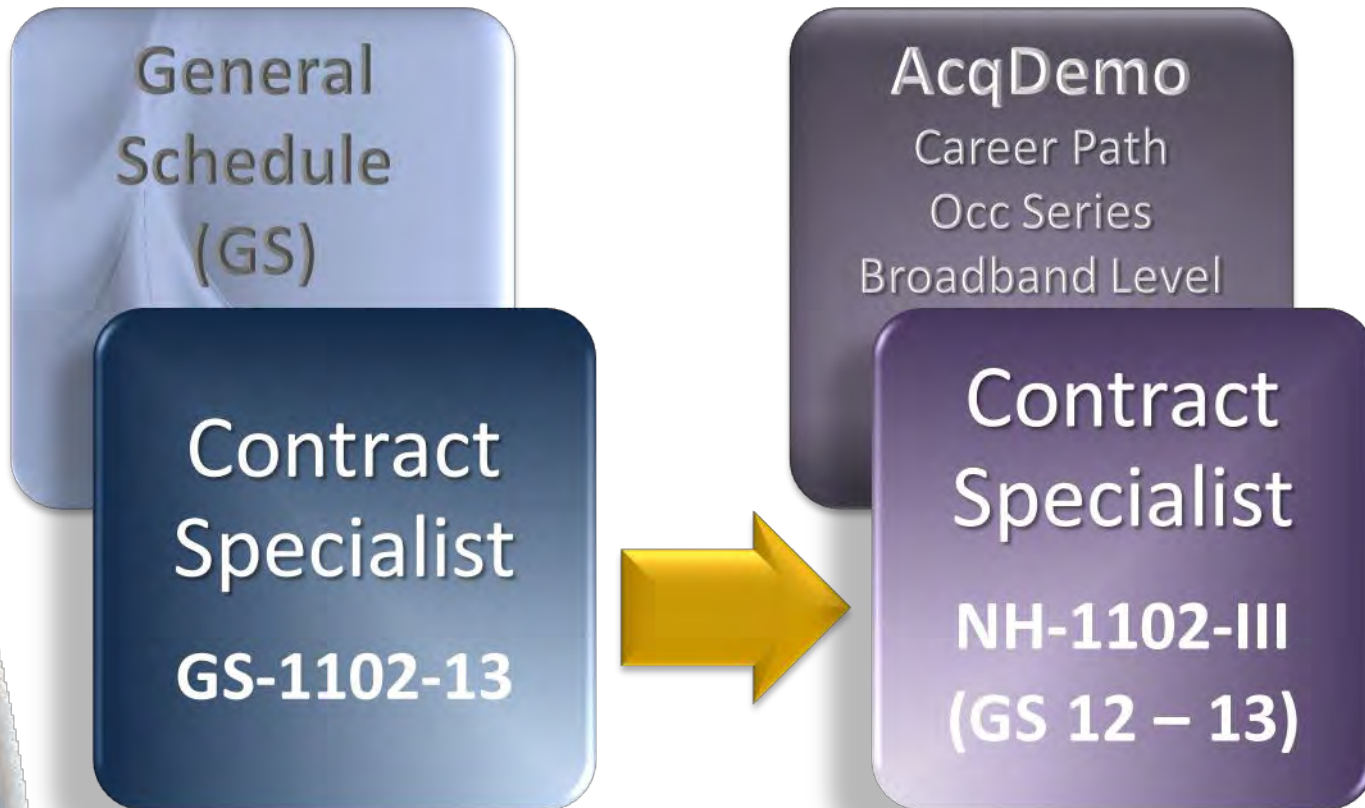 General
Schedule
(GS)
Contract
Specialist
GS-1102-13
AcqDemo
Career Path
Occ Series
Broadband Level
Contract
Specialist
NH-1102-III
(GS 12 – 13)